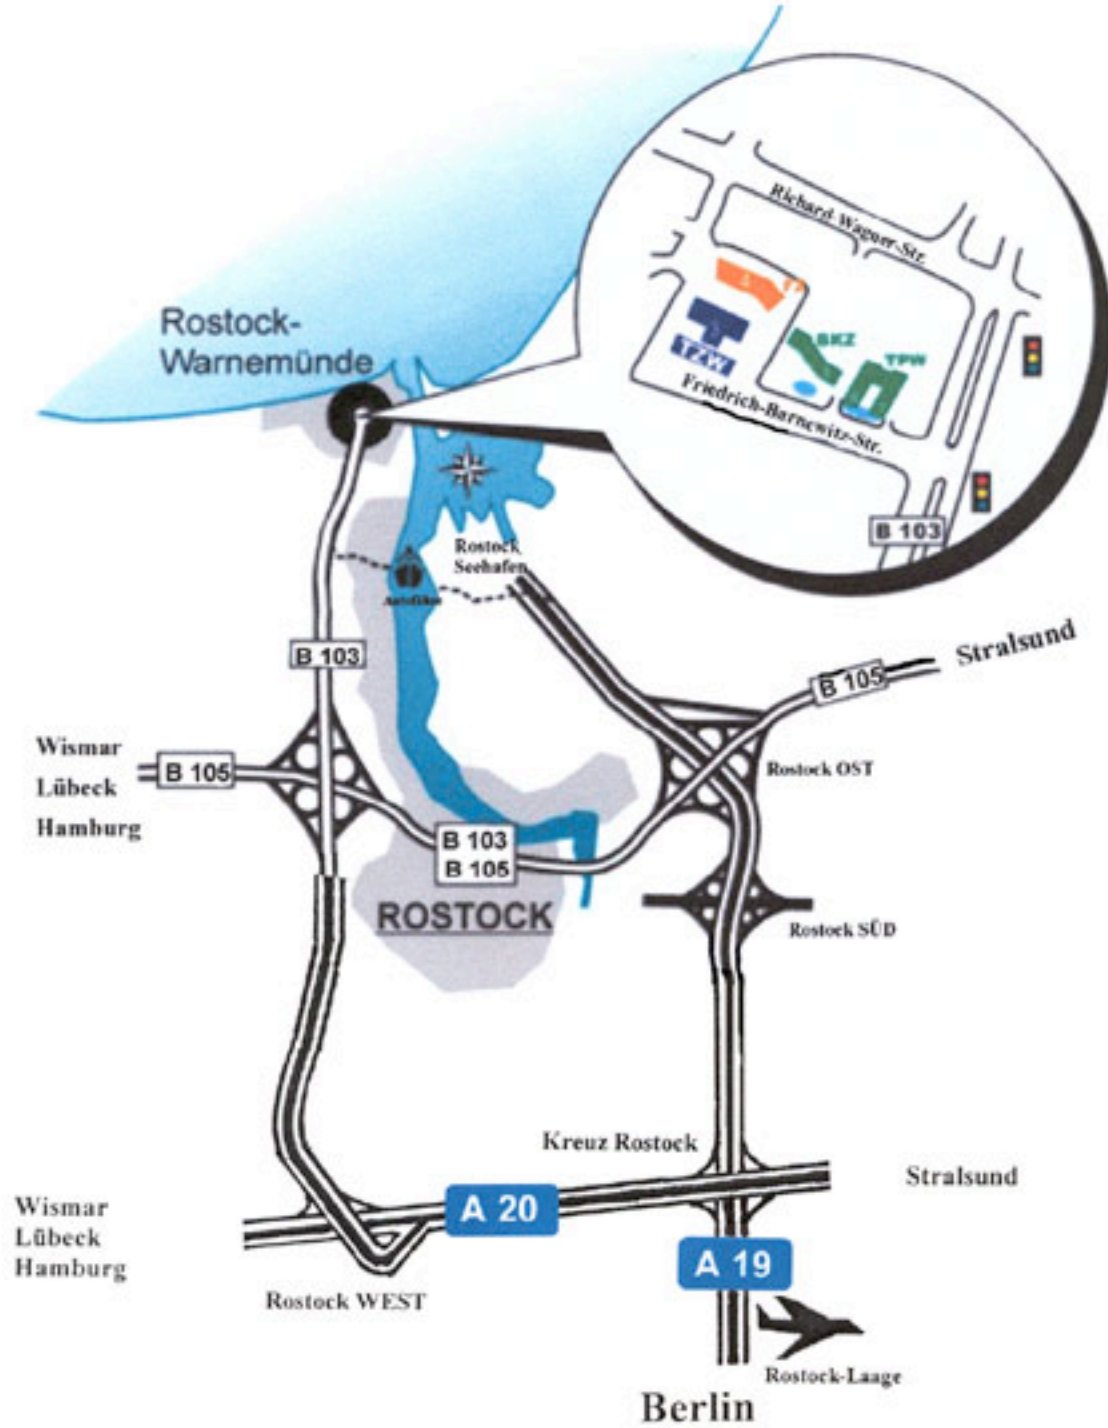 Richard-Wagner-Str.
Rostock-
Warnemünde
BKZ
TZW
TPW
Friedrich-Barnewitz-Str.
B 103
Rostock
Seehafen
Autofähre
B 103
Stralsund
B 105
Wismar
Lübeck
Hamburg
B 105
Rostock OST
B 103
B 105
ROSTOCK
Rostock SÜD
Kreuz Rostock
Stralsund
Wismar
Lübeck
Hamburg
A 20
A 19
Rostock WEST
Rostock-Laage
Berlin